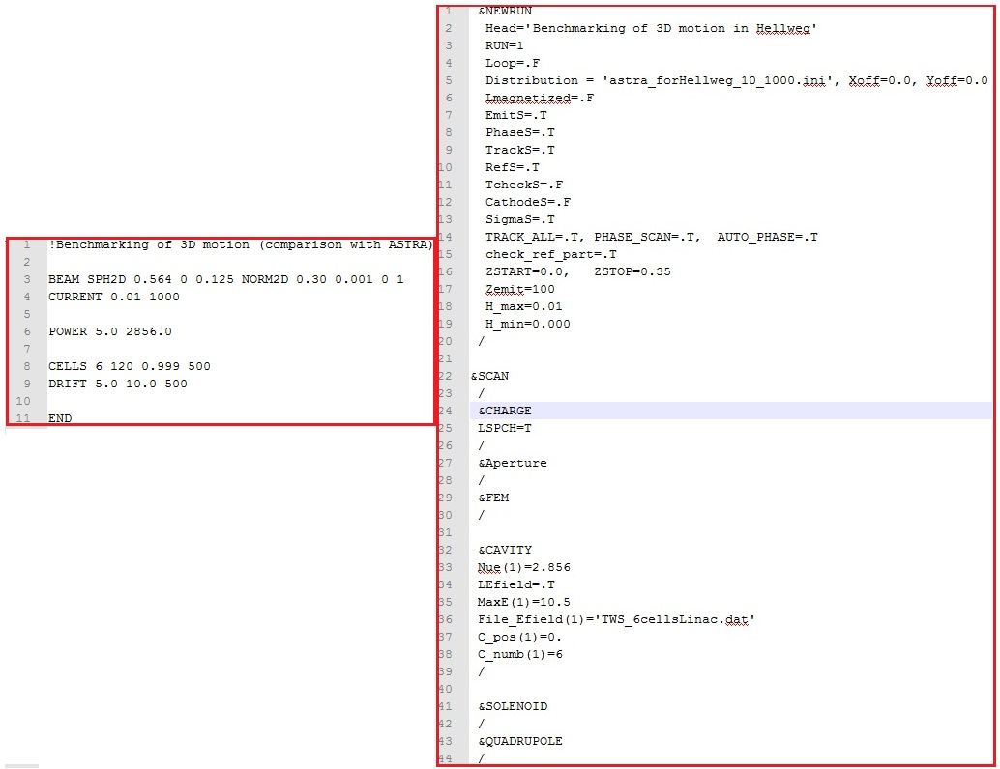 1 !Benchmarking of 3D motion (comparison with ASTRA)
2
3 BEAM SPH2D 0.564 0 0.125 NORM2D 0.30 0.001 0 1
4 CURRENT 0.01 1000
5
6 POWER 5.0 2856.0
7
8 CELLS 6 120 0.999 500
9 DRIFT 5.0 10.0 500
10
11 END
1 &NEWRUN
2 Head='Benchmarking of 3D motion in Hellweg'
3 RUN=1
4 Loop=.F
5 Distribution = 'astra_forHellweg_10_1000.ini', Xoff=0.0, Yoff=0.0
6 Lmagnetized=.F
7 EmitS=.T
8 PhaseS=.T
9 TrackS=.T
10 RefS=.T
11 TcheckS=.F
12 CathodeS=.F
13 SigmaS=.T
14 TRACK_ALL=.T, PHASE_SCAN=.T, AUTO_PHASE=.T
15 check_ref_part=.T
16 ZSTART=0.0, ZSTOP=0.35
17 Zemit=100
18 H_max=0.01
19 H_min=0.000
20 /
21
22 &SCAN
23 /
24 &CHARGE
25 LSPCH=T
26 /
27 &Aperture
28 /
29 &FEM
30 /
31
32 &CAVITY
33 Nue(1)=2.856
34 LEfield=.T
35 MaxE(1)=10.5
36 File_Efield(1)='TWS_6cellsLinac.dat'
37 C_pos(1)=0.
38 C_numb(1)=6
39 /
40
41 &SOLENOID
42 /
43 &QUADRUPOLE
44 /